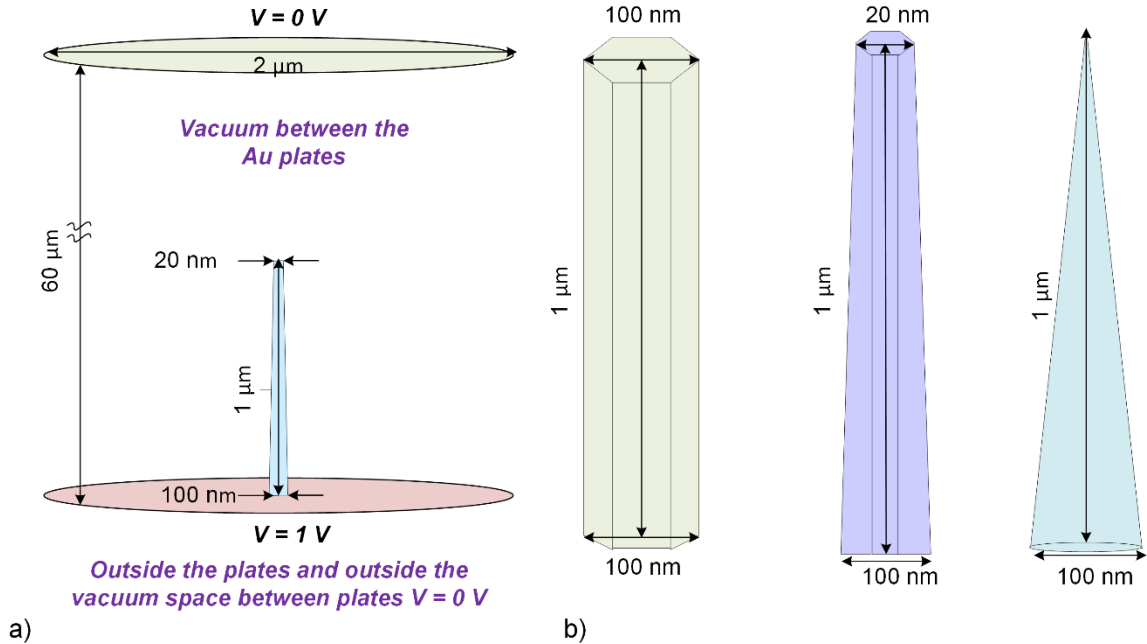 V = 0 V
2 µm
Vacuum between the
Au plates
60 µm
20 nm
1 µm
100 nm
V = 1 V
Outside the plates and outside the
vacuum space between plates V = 0 V
a)
100 nm
1 µm
100 nm
20 nm
1 µm
100 nm
1 µm
100 nm
b)